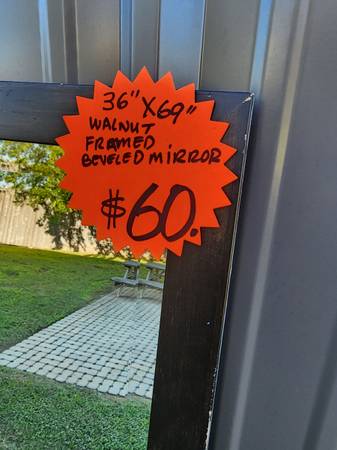 36" X 69"
WALNUT
FRAMED
BEVELED MIRROR
$60.